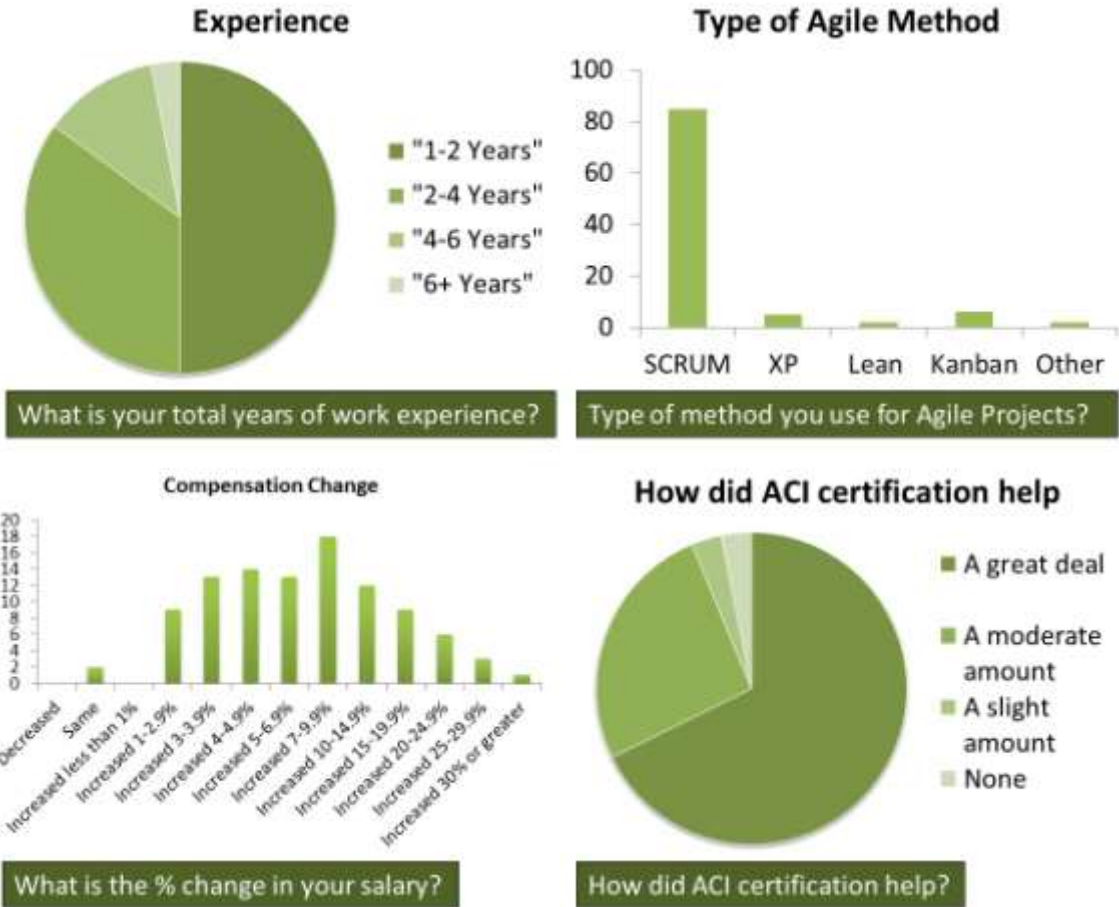 Experience
"1-2 Years"
"2-4 Years"
"4-6 Years"
"6+ Years"
What is your total years of work experience?
Type of Agile Method
100
80
60
40
20
0
SCRUM XP Lean Kanban Other
Type of method you use for Agile Projects?
Compensation Change
20
18
16
14
12
10
8
6
4
2
0
Decreased
Same
Increased less than 1%
Increased 1-2.9%
Increased 3-3.9%
Increased 4-4.9%
Increased 5-6.9%
Increased 7-9.9%
Increased 10-14.9%
Increased 15-19.9%
Increased 20-24.9%
Increased 25-29.9%
Increased 30% or greater
What is the % change in your salary?
How did ACI certification help
A great deal
A moderate
amount
A slight
amount
None
How did ACI certification help?